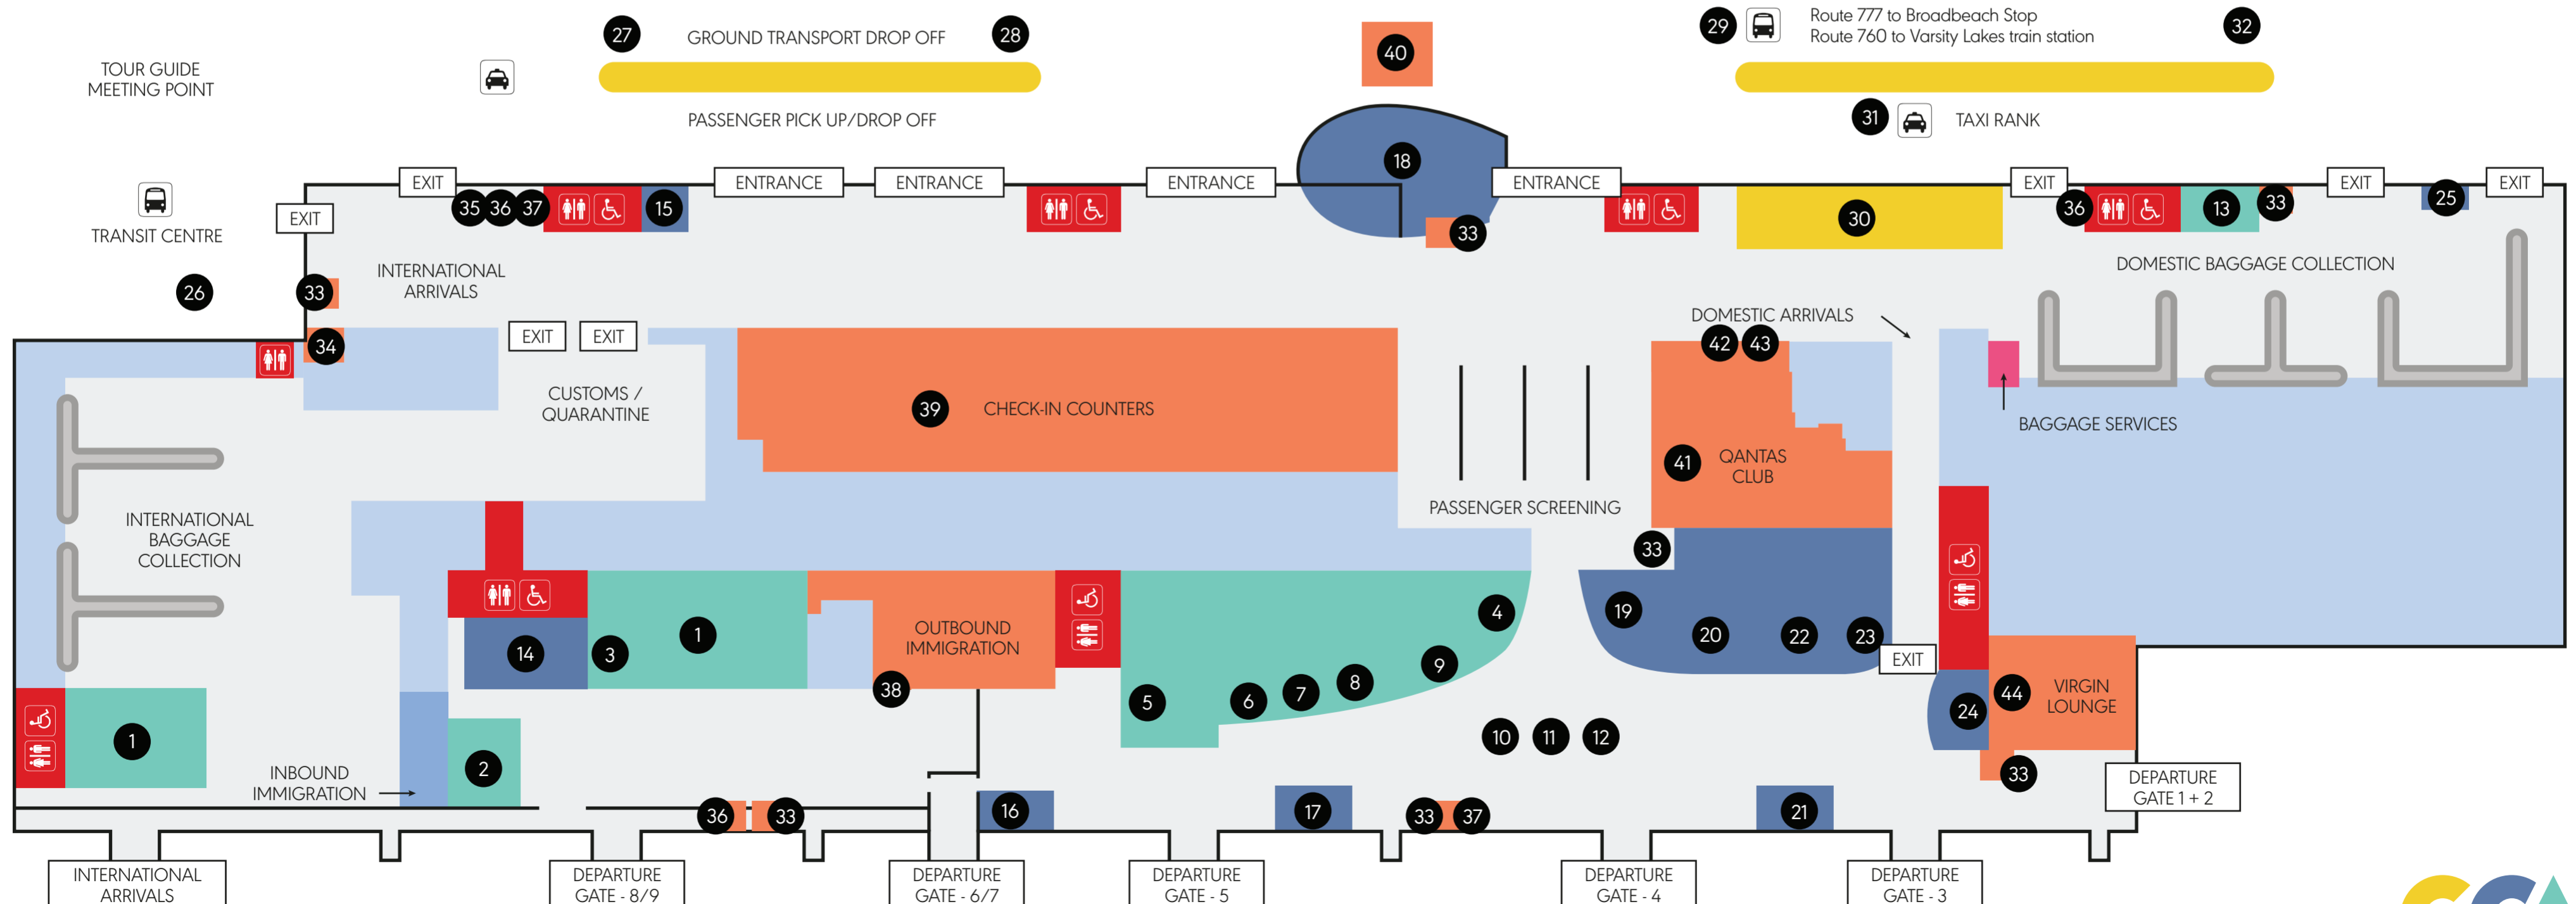 27
GROUND TRANSPORT DROP OFF
28
40
29
Route 777 to Broadbeach Stop
Route 760 to Varsity Lakes train station
32
TOUR GUIDE
MEETING POINT
PASSENGER PICK UP/DROP OFF
31
TAXI RANK
18
EXIT
ENTRANCE
ENTRANCE
ENTRANCE
ENTRANCE
EXIT
EXIT
EXIT
TRANSIT CENTRE
EXIT
35
36
37
15
33
30
36
13
33
25
26
33
INTERNATIONAL
ARRIVALS
DOMESTIC BAGGAGE COLLECTION
34
EXIT
EXIT
DOMESTIC ARRIVALS
42
43
CUSTOMS /
QUARANTINE
39
CHECK-IN COUNTERS
BAGGAGE SERVICES
41
QANTAS
CLUB
PASSENGER SCREENING
INTERNATIONAL
BAGGAGE
COLLECTION
33
14
3
1
OUTBOUND
IMMIGRATION
38
5
6
7
8
9
4
19
20
22
23
EXIT
24
44
VIRGIN
LOUNGE
1
INBOUND
IMMIGRATION
2
10
11
12
33
DEPARTURE
GATE 1 + 2
36
33
16
17
33
37
21
INTERNATIONAL
ARRIVALS
DEPARTURE
GATE - 8/9
DEPARTURE
GATE - 6/7
DEPARTURE
GATE - 5
DEPARTURE
GATE - 4
DEPARTURE
GATE - 3